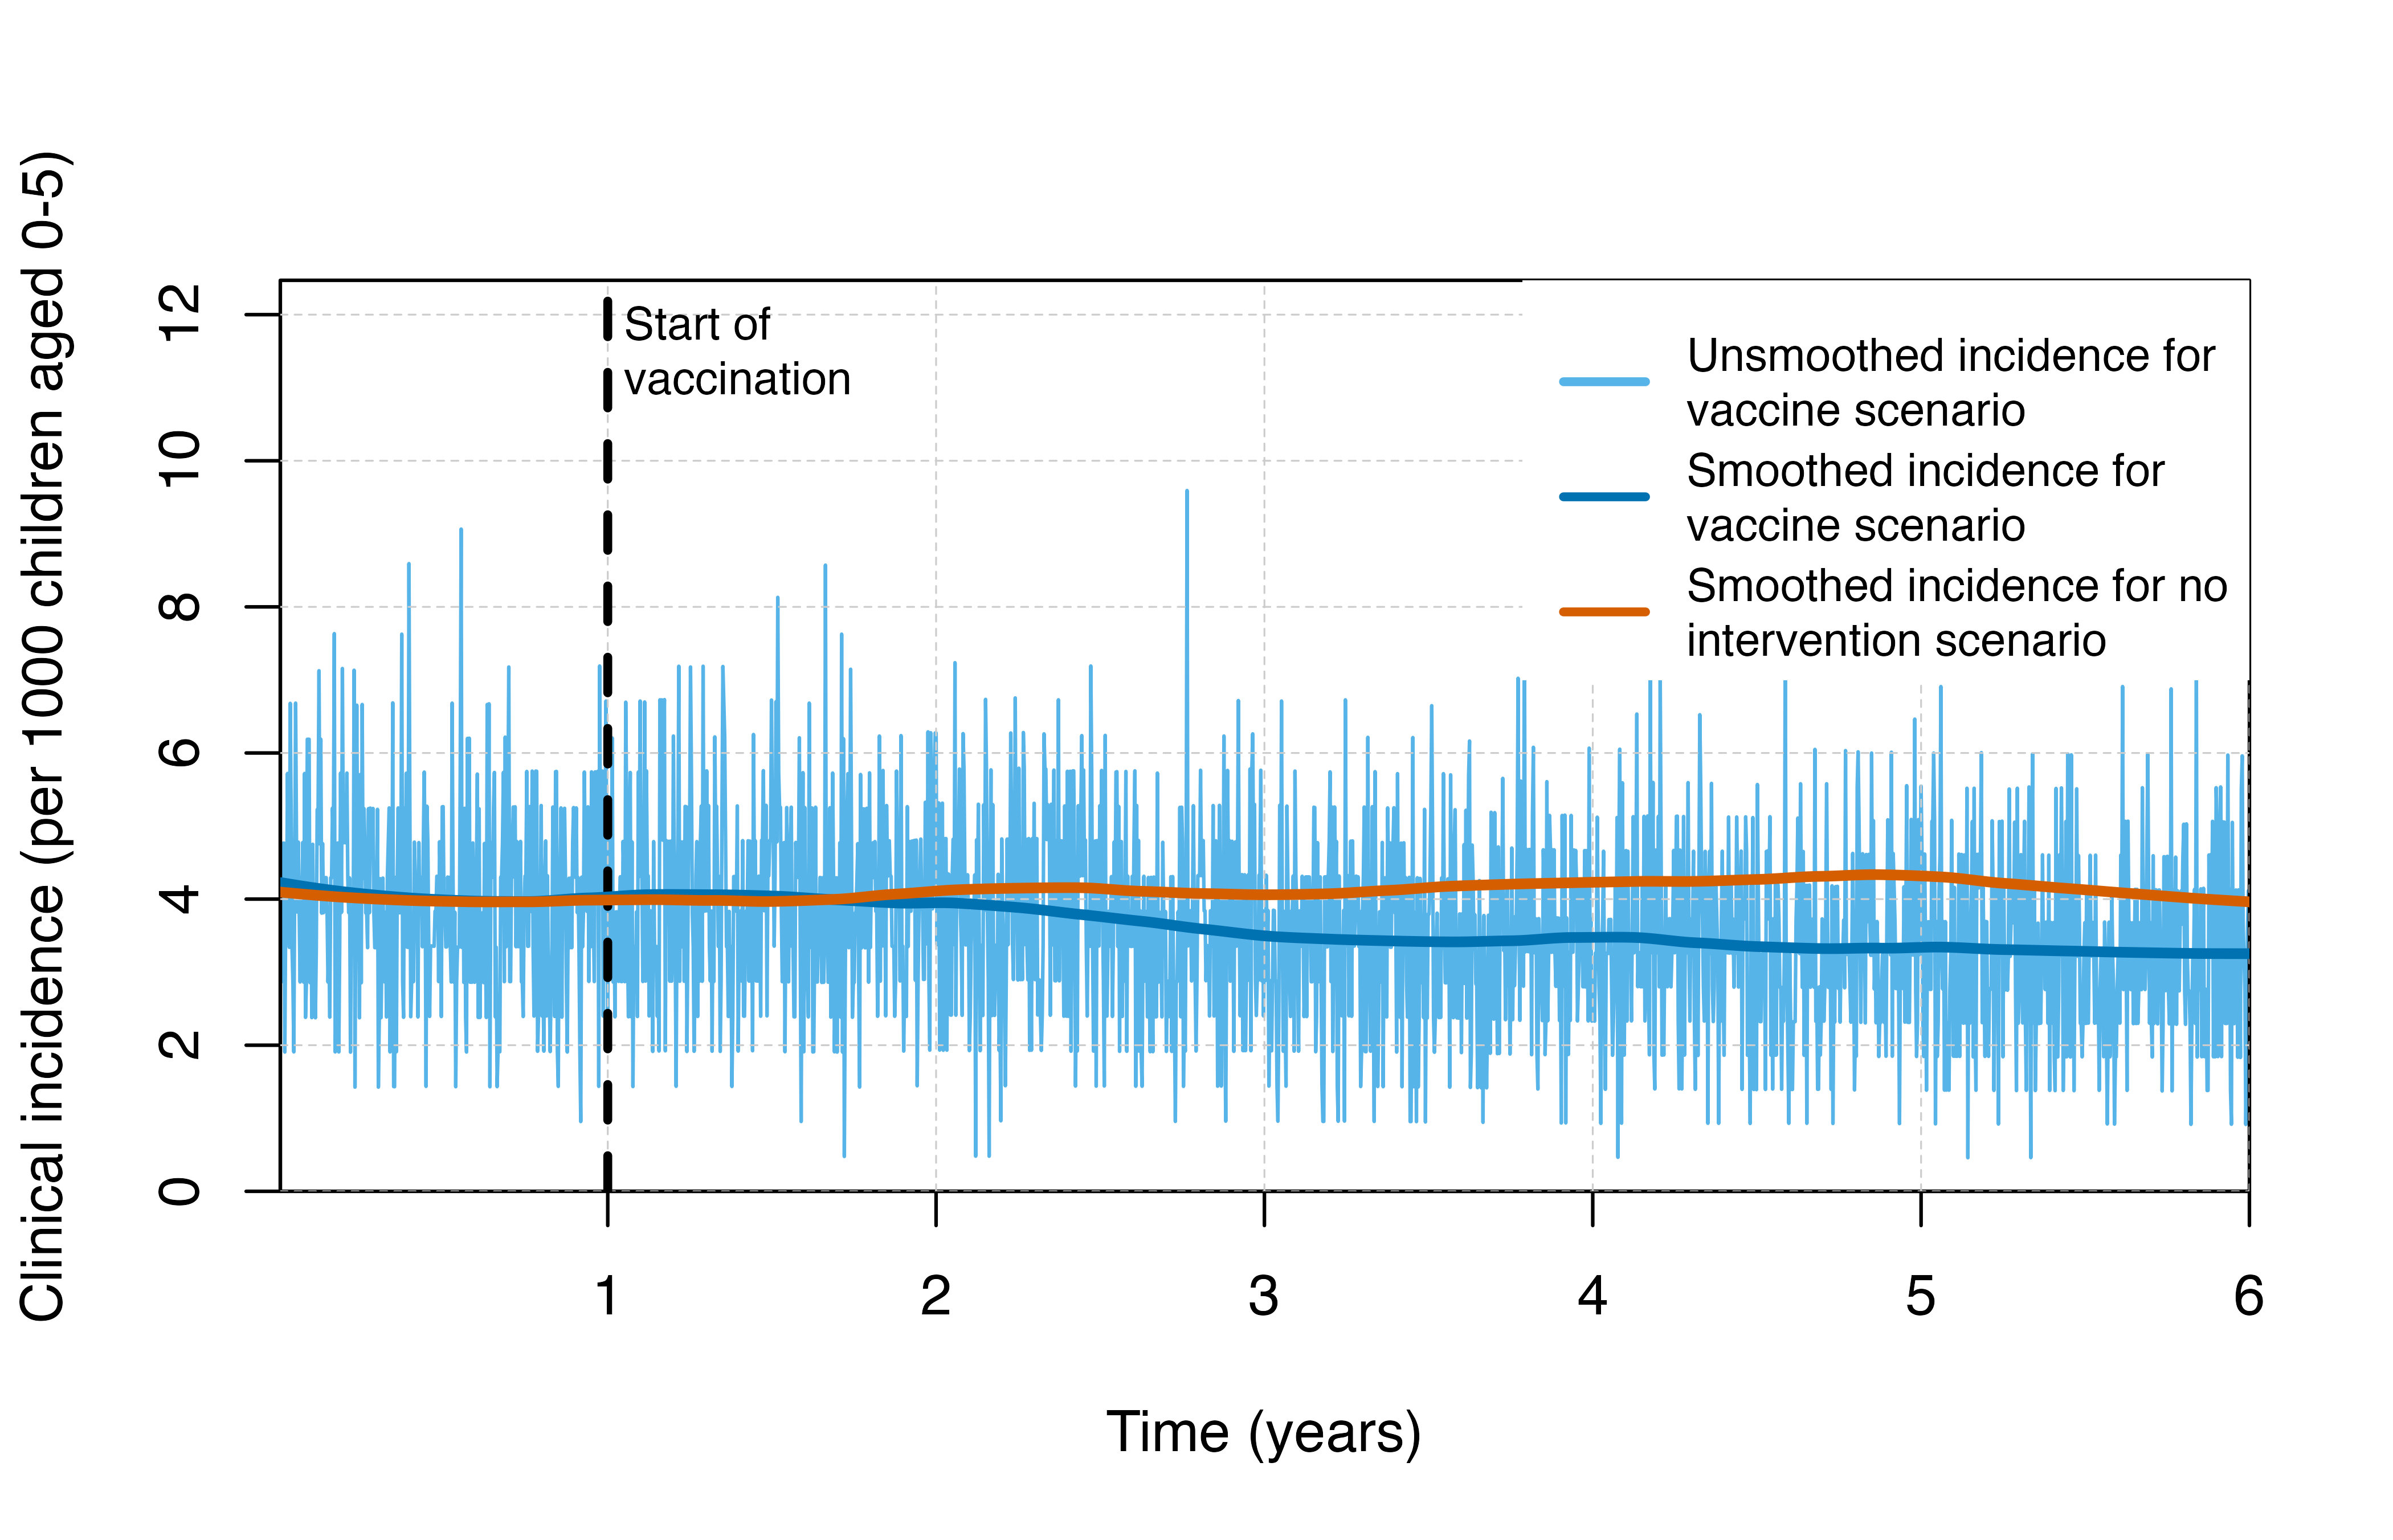 Clinical incidence (per 1000 children aged 0-5)
12
10
8
6
4
2
0
Start of
vaccination
Unsmoothed incidence for
vaccine scenario
Smoothed incidence for
vaccine scenario
Smoothed incidence for no
intervention scenario
1 2 3 4 5 6
Time (years)